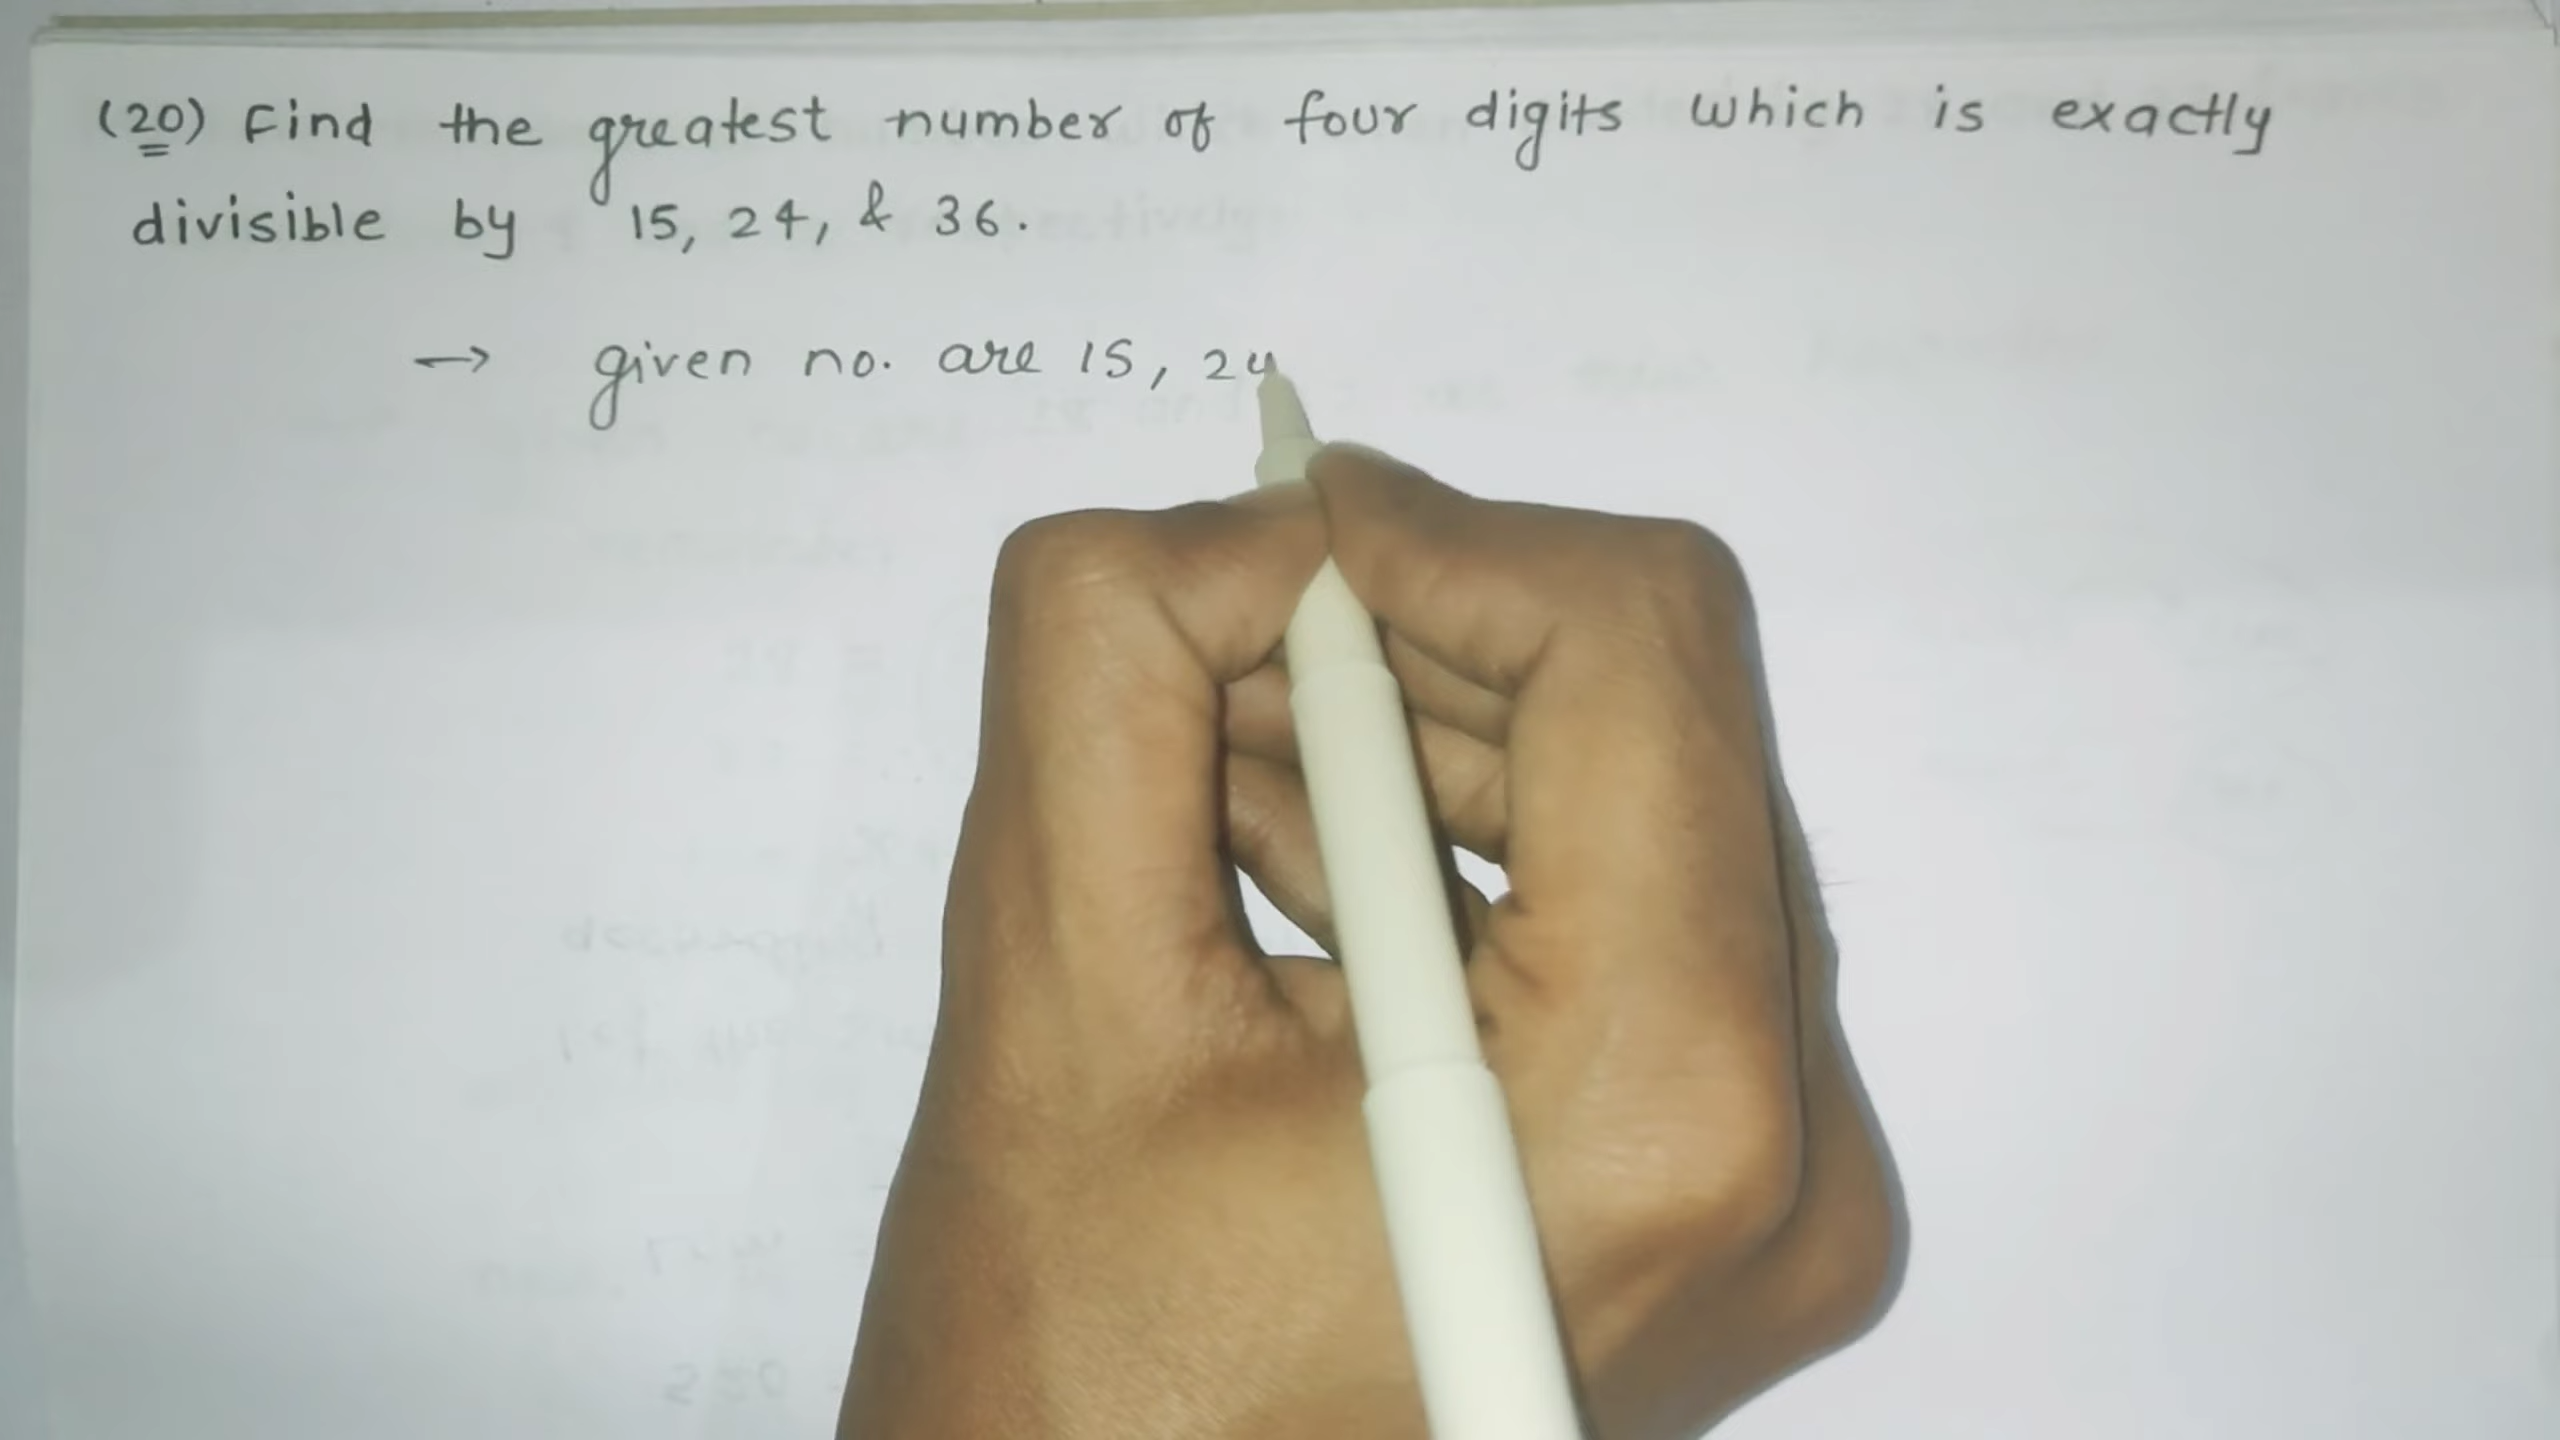 (20) Find the greatest number of four digits which is exactly
divisible by 15, 24, & 36.
→ given no. are 15, 24